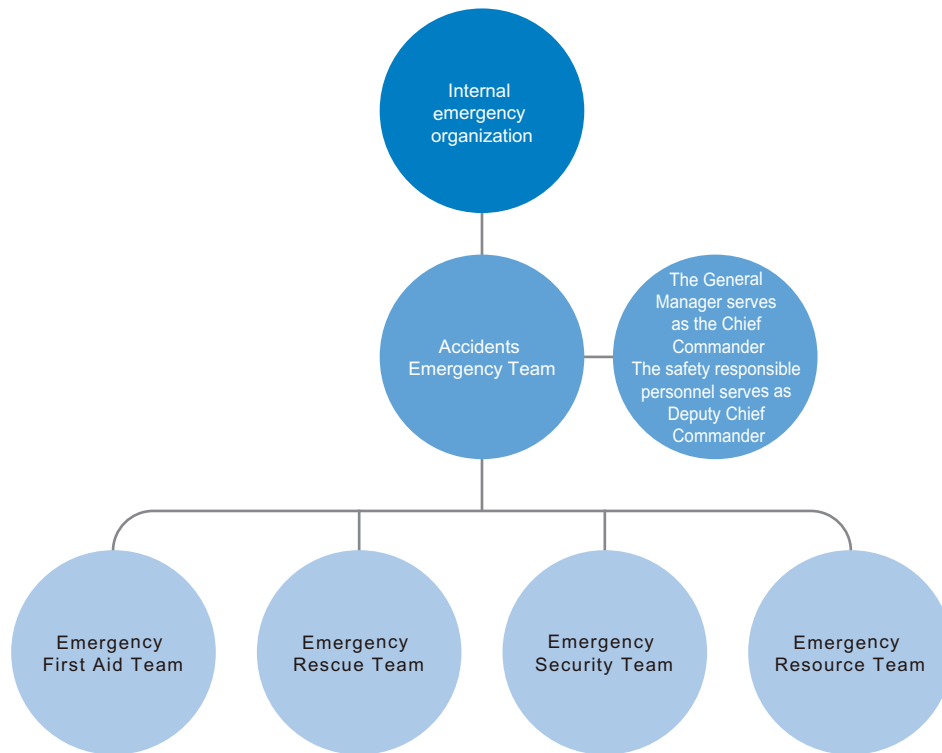 Internal
emergency
organization
Accidents
Emergency Team
The General
Manager serves
as the Chief
Commander
The safety responsible
personnel serves as
Deputy Chief
Commander
Emergency
First Aid Team
Emergency
Rescue Team
Emergency
Security Team
Emergency
Resource Team